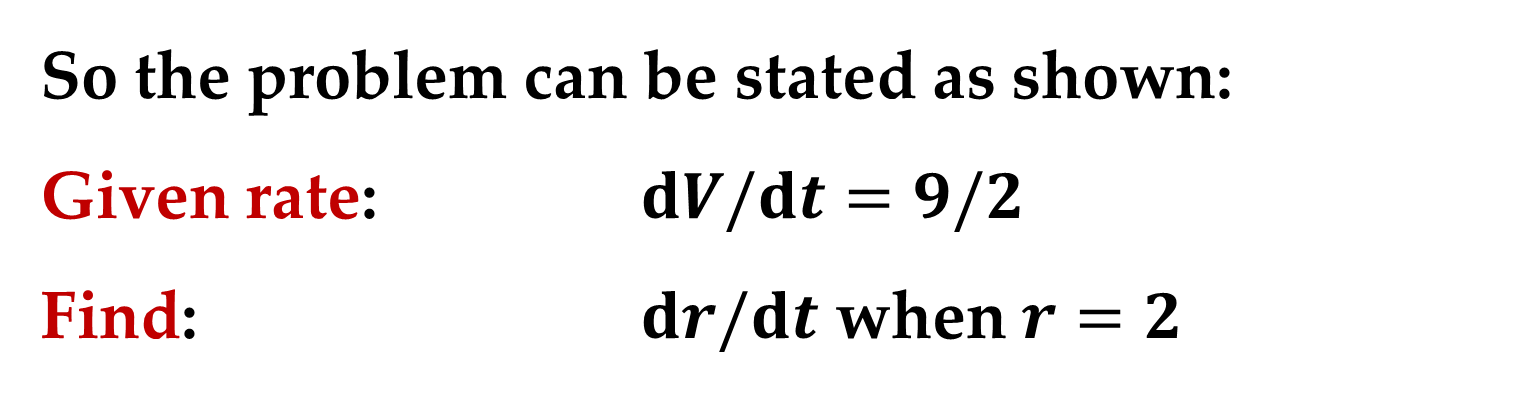 So the problem can be stated as shown:
Given rate: dV/dt = 9/2
Find: dr/dt when r = 2